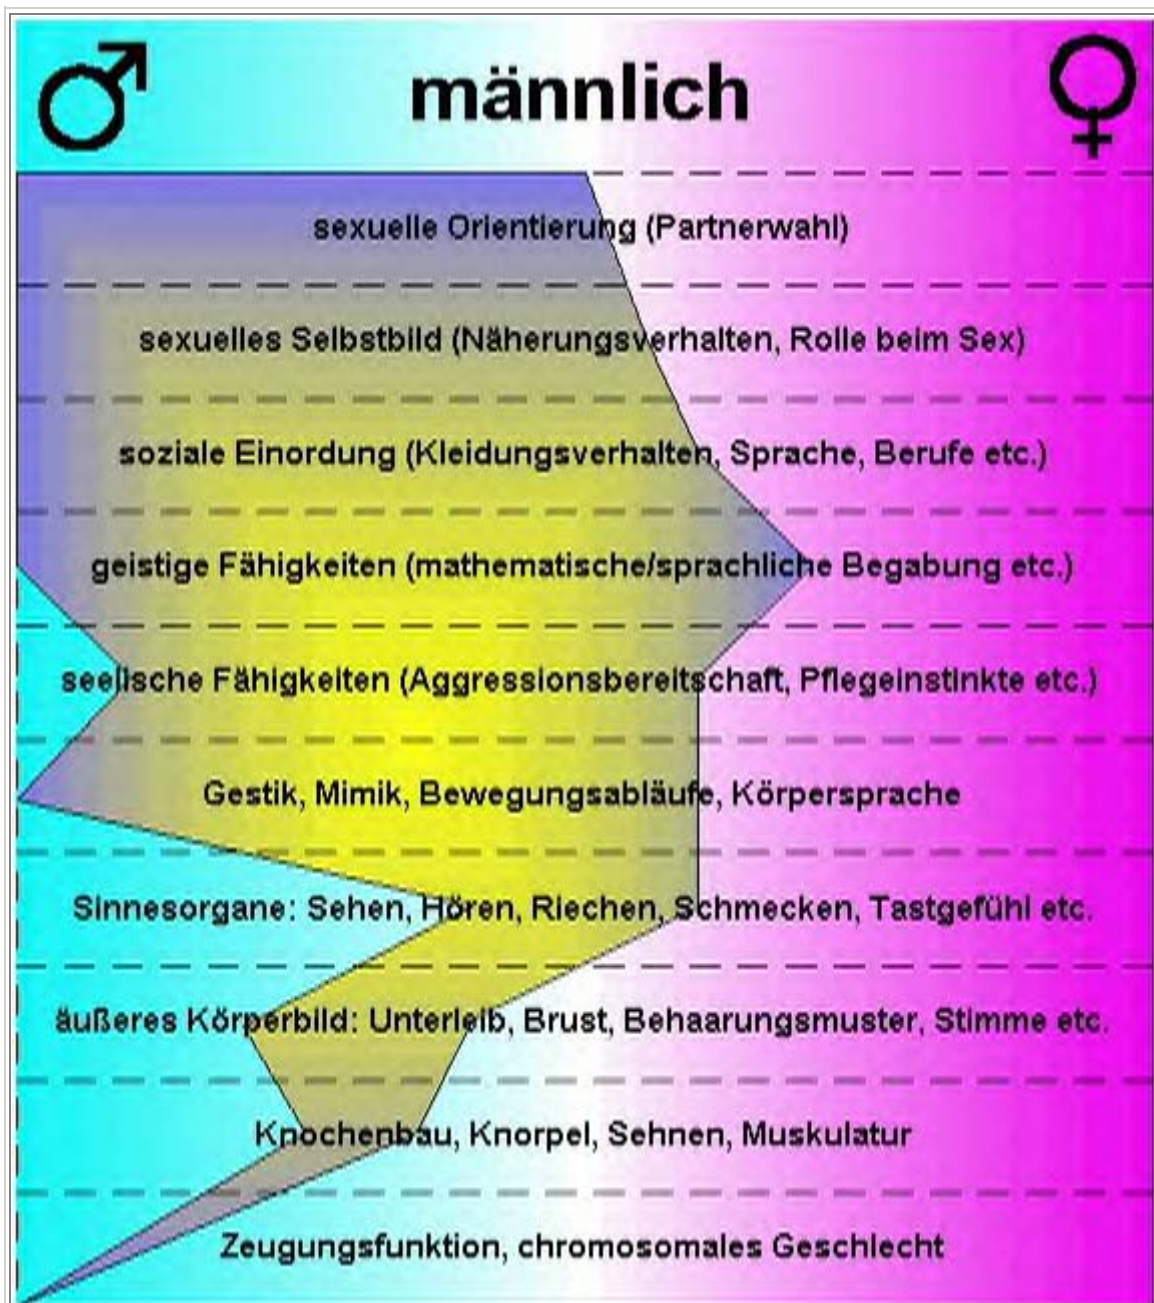 männlich
sexuelle Orientierung (Partnerwahl)
sexuelles Selbstbild (Näherungsverhalten, Rolle beim Sex)
soziale Einordung (Kleidungsverhalten, Sprache, Berufe etc.)
geistige Fähigkeiten (mathematische/sprachliche Begabung etc.)
seelische Fähigkeiten (Aggressionsbereitschaft, Pflegeinstinkte etc.)
Gestik, Mimik, Bewegungsabläufe, Körpersprache
Sinnesorgane: Sehen, Hören, Riechen, Schmecken, Tastgefühl etc.
äußeres Körperbild: Unterleib, Brust, Behaarungsmuster, Stimme etc.
Knochenbau, Knorpel, Sehnen, Muskulatur
Zeugungsfunktion, chromosomales Geschlecht